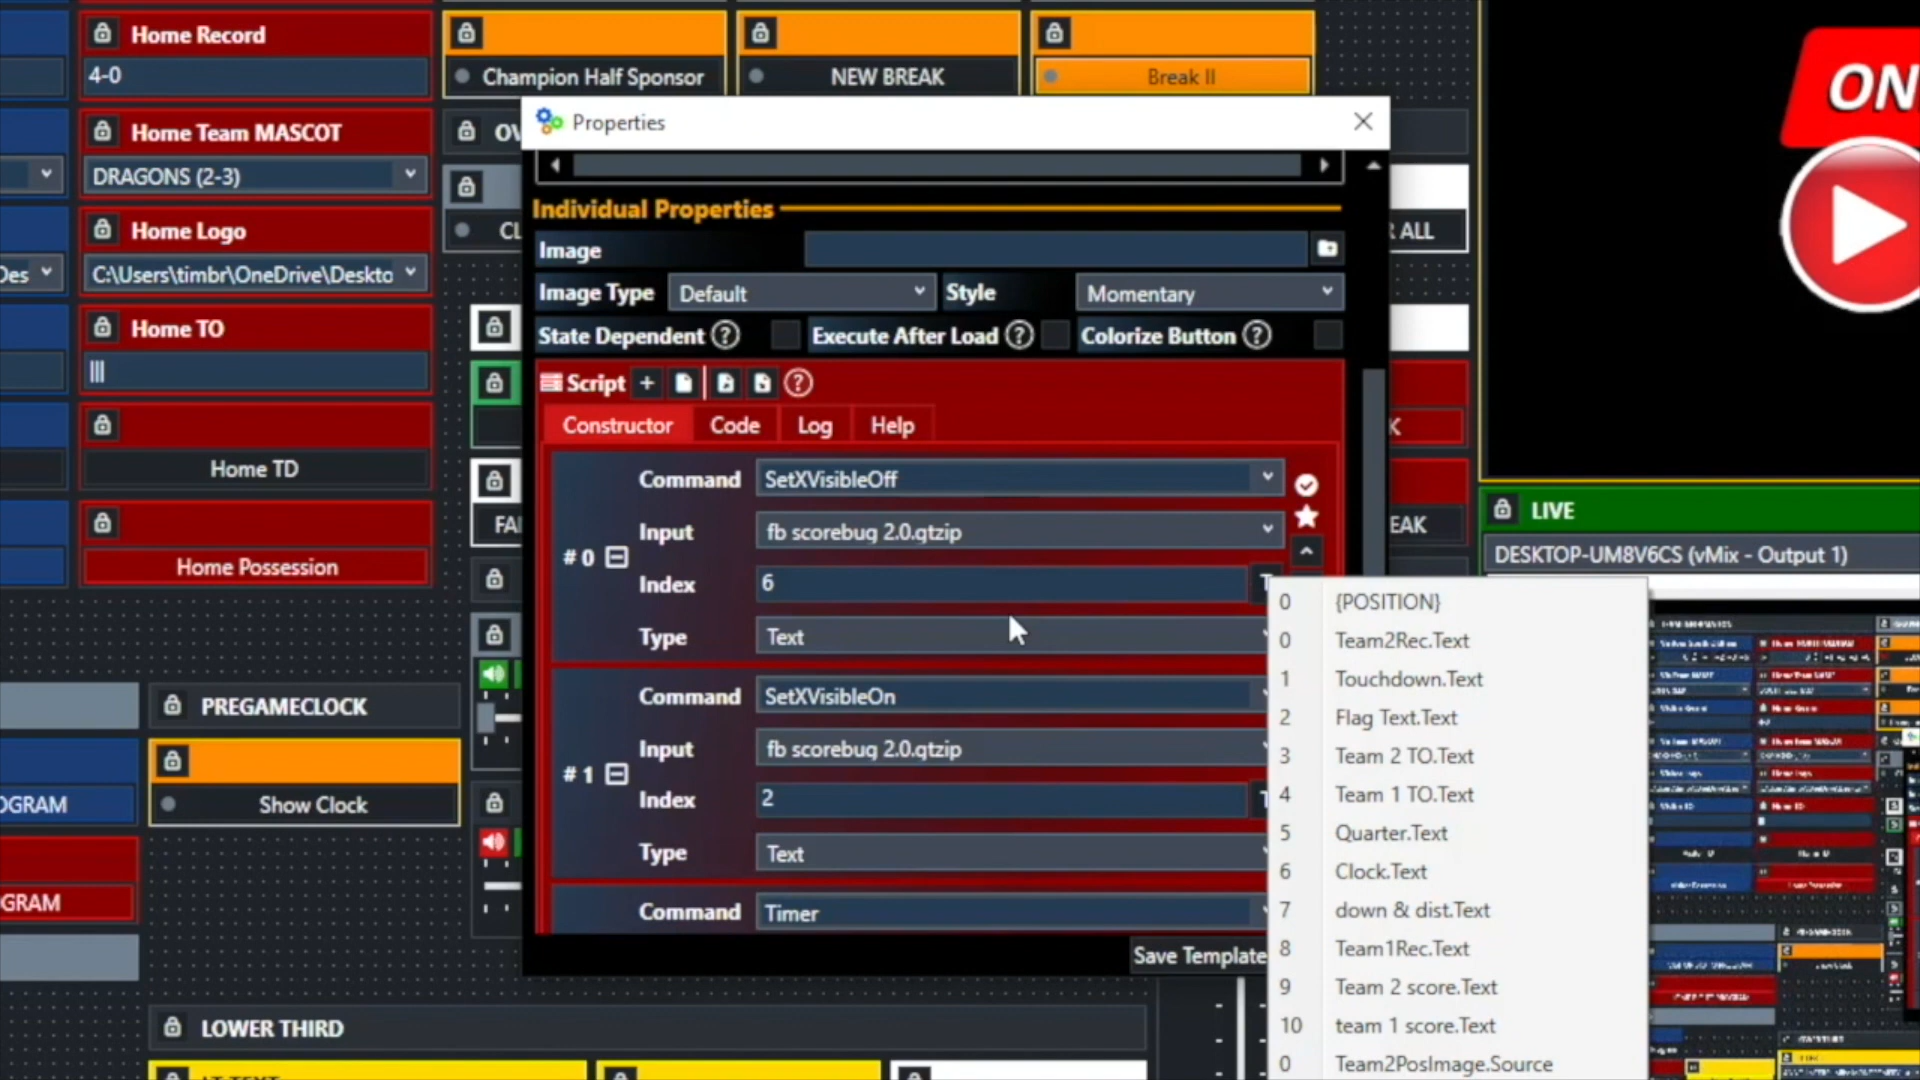 Home Record
4-0
Champion Half Sponsor
NEW BREAK
Break II
ON
Home Team MASCOT
DRAGONS (2-3)
Properties
Home Logo
Des
C:\Users\timbr\OneDrive\Deskto
Individual Properties
Image
ALL
Image Type
Default
Style
Momentary
Home TO
|||
State Dependent ?
Execute After Load ?
Colorize Button ?
Script + ?
Constructor
Code
Log
Help
Home TD
Command
SetXVisibleOff
Input
fb scorebug 2.0.gtzip
# 0
Index
6
Type
Text
Home Possession
LIVE
DESKTOP-UM8V6CS (vMix - Output 1)
Command
SetXVisibleOn
Input
fb scorebug 2.0.gtzip
# 1
Index
2
Type
Text
Command
Timer
Save Template
0 {POSITION}
0 Team2Rec.Text
1 Touchdown.Text
2 Flag Text.Text
3 Team 2 TO.Text
4 Team 1 TO.Text
5 Quarter.Text
6 Clock.Text
7 down & dist.Text
8 Team1Rec.Text
9 Team 2 score.Text
10 team 1 score.Text
0 Team2PosImage.Source
PREGAMECLOCK
Show Clock
OGRAM
GRAM
LOWER THIRD